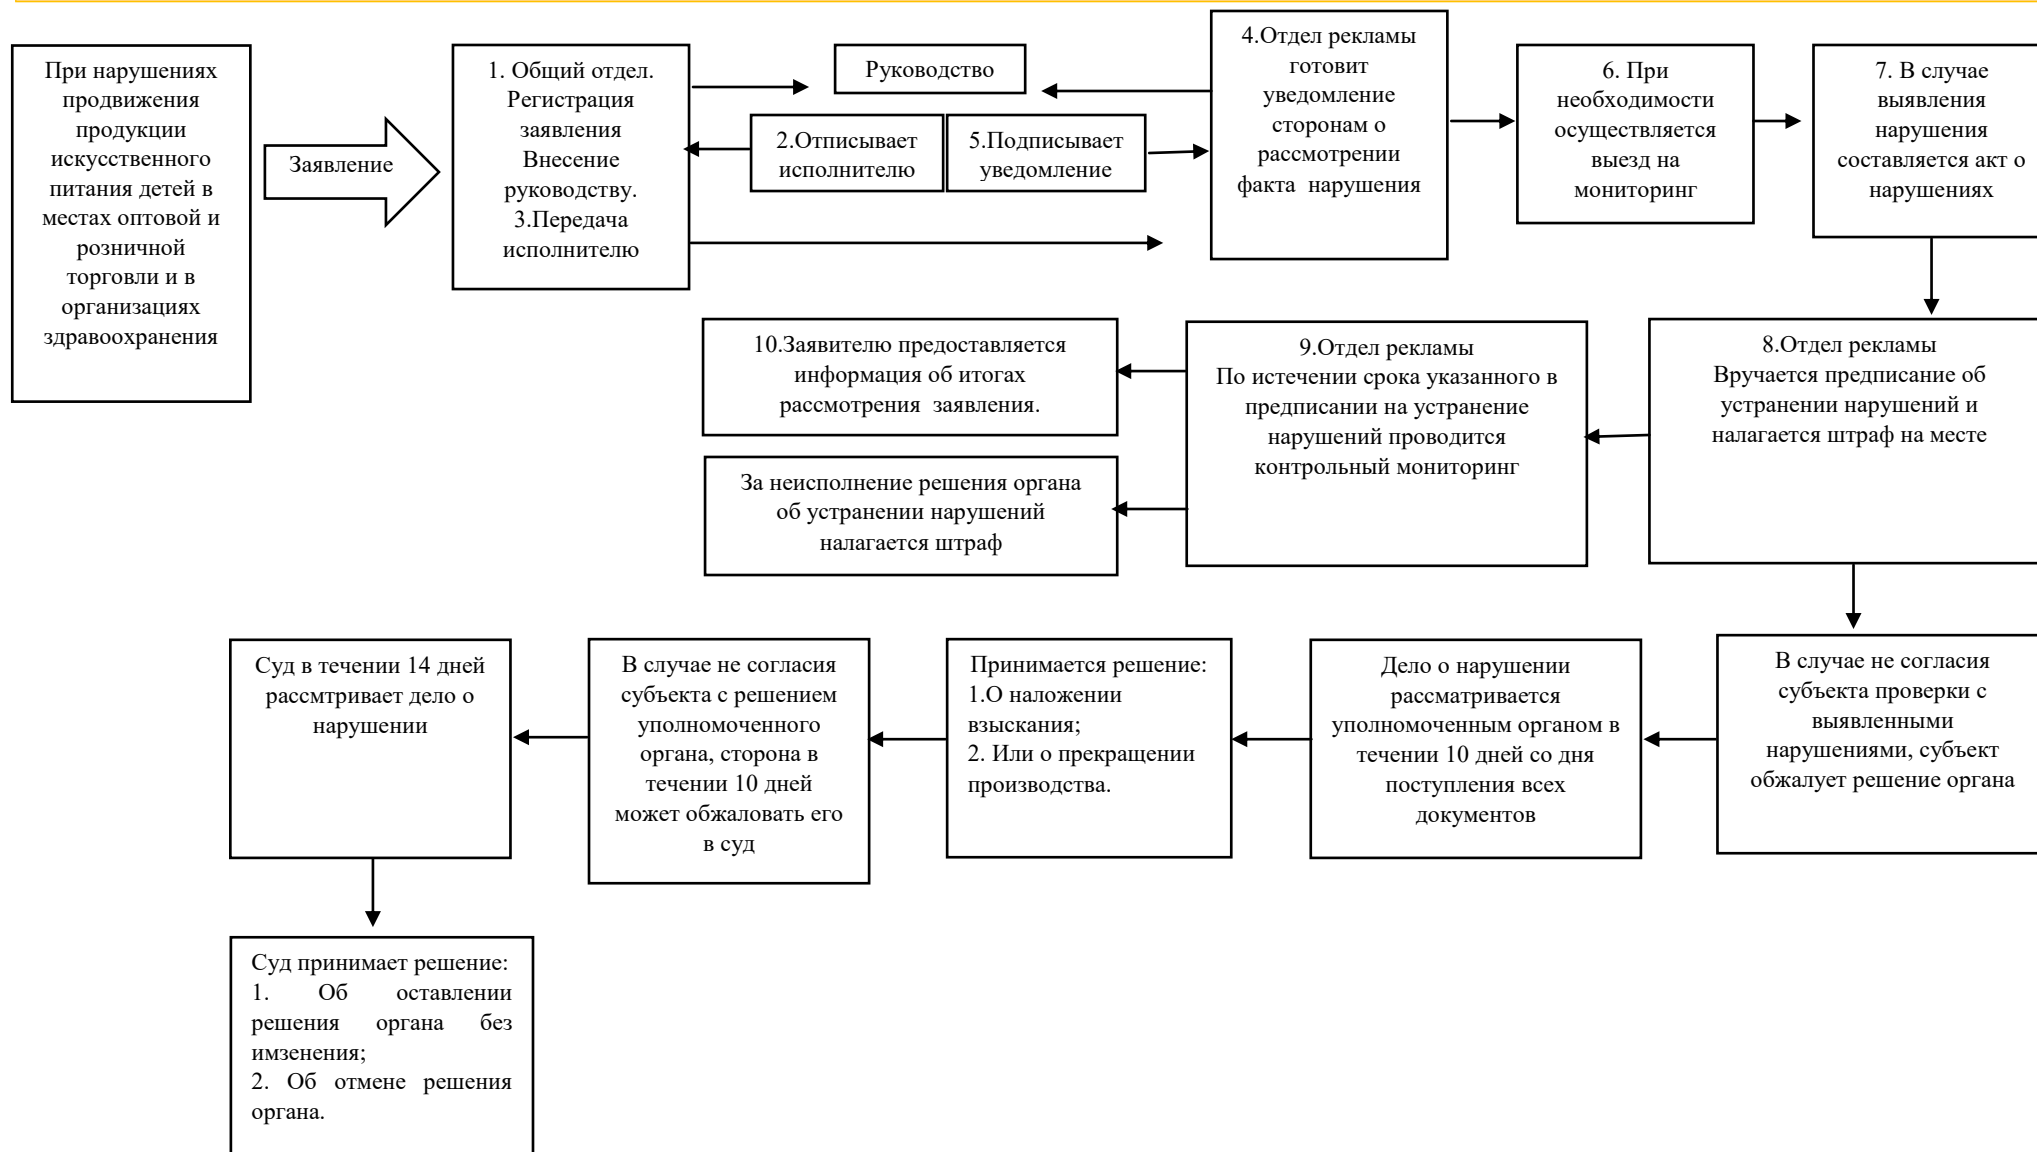 При нарушениях
продвижения
продукции
искусственного
питания детей в
местах оптовой и
розничной
торговли и в
организациях
здравоохранения
Заявление
1. Общий отдел.
Регистрация
заявления
Внесение
руководству.
3.Передача
исполнителю
Руководство
2.Отписывает
исполнителю
5.Подписывает
уведомление
4.Отдел рекламы
готовит
уведомление
сторонам о
рассмотрении
факта нарушения
6. При
необходимости
осуществляется
выезд на
мониторинг
7. В случае
выявления
нарушения
составляется акт о
нарушениях
8.Отдел рекламы
Вручается предписание об
устранении нарушений и
налагается штраф на месте
9.Отдел рекламы
По истечении срока указанного в
предписании на устранение
нарушений проводится
контрольный мониторинг
10.Заявителю предоставляется
информация об итогах
рассмотрения заявления.
За неисполнение решения органа
об устранении нарушений
налагается штраф
В случае не согласия
субъекта проверки с
выявленными
нарушениями, субъект
обжалует решение органа
Дело о нарушении
рассматривается
уполномоченным органом в
течении 10 дней со дня
поступления всех
документов
Принимается решение:
1.О наложении
взыскания;
2. Или о прекращении
производства.
В случае не согласия
субъекта с решением
уполномоченного
органа, сторона в
течении 10 дней
может обжаловать его
в суд
Суд в течении 14 дней
рассмтривает дело о
нарушении
Суд принимает решение:
1. Об оставлении
решения органа без
имзенения;
2. Об отмене решения
органа.